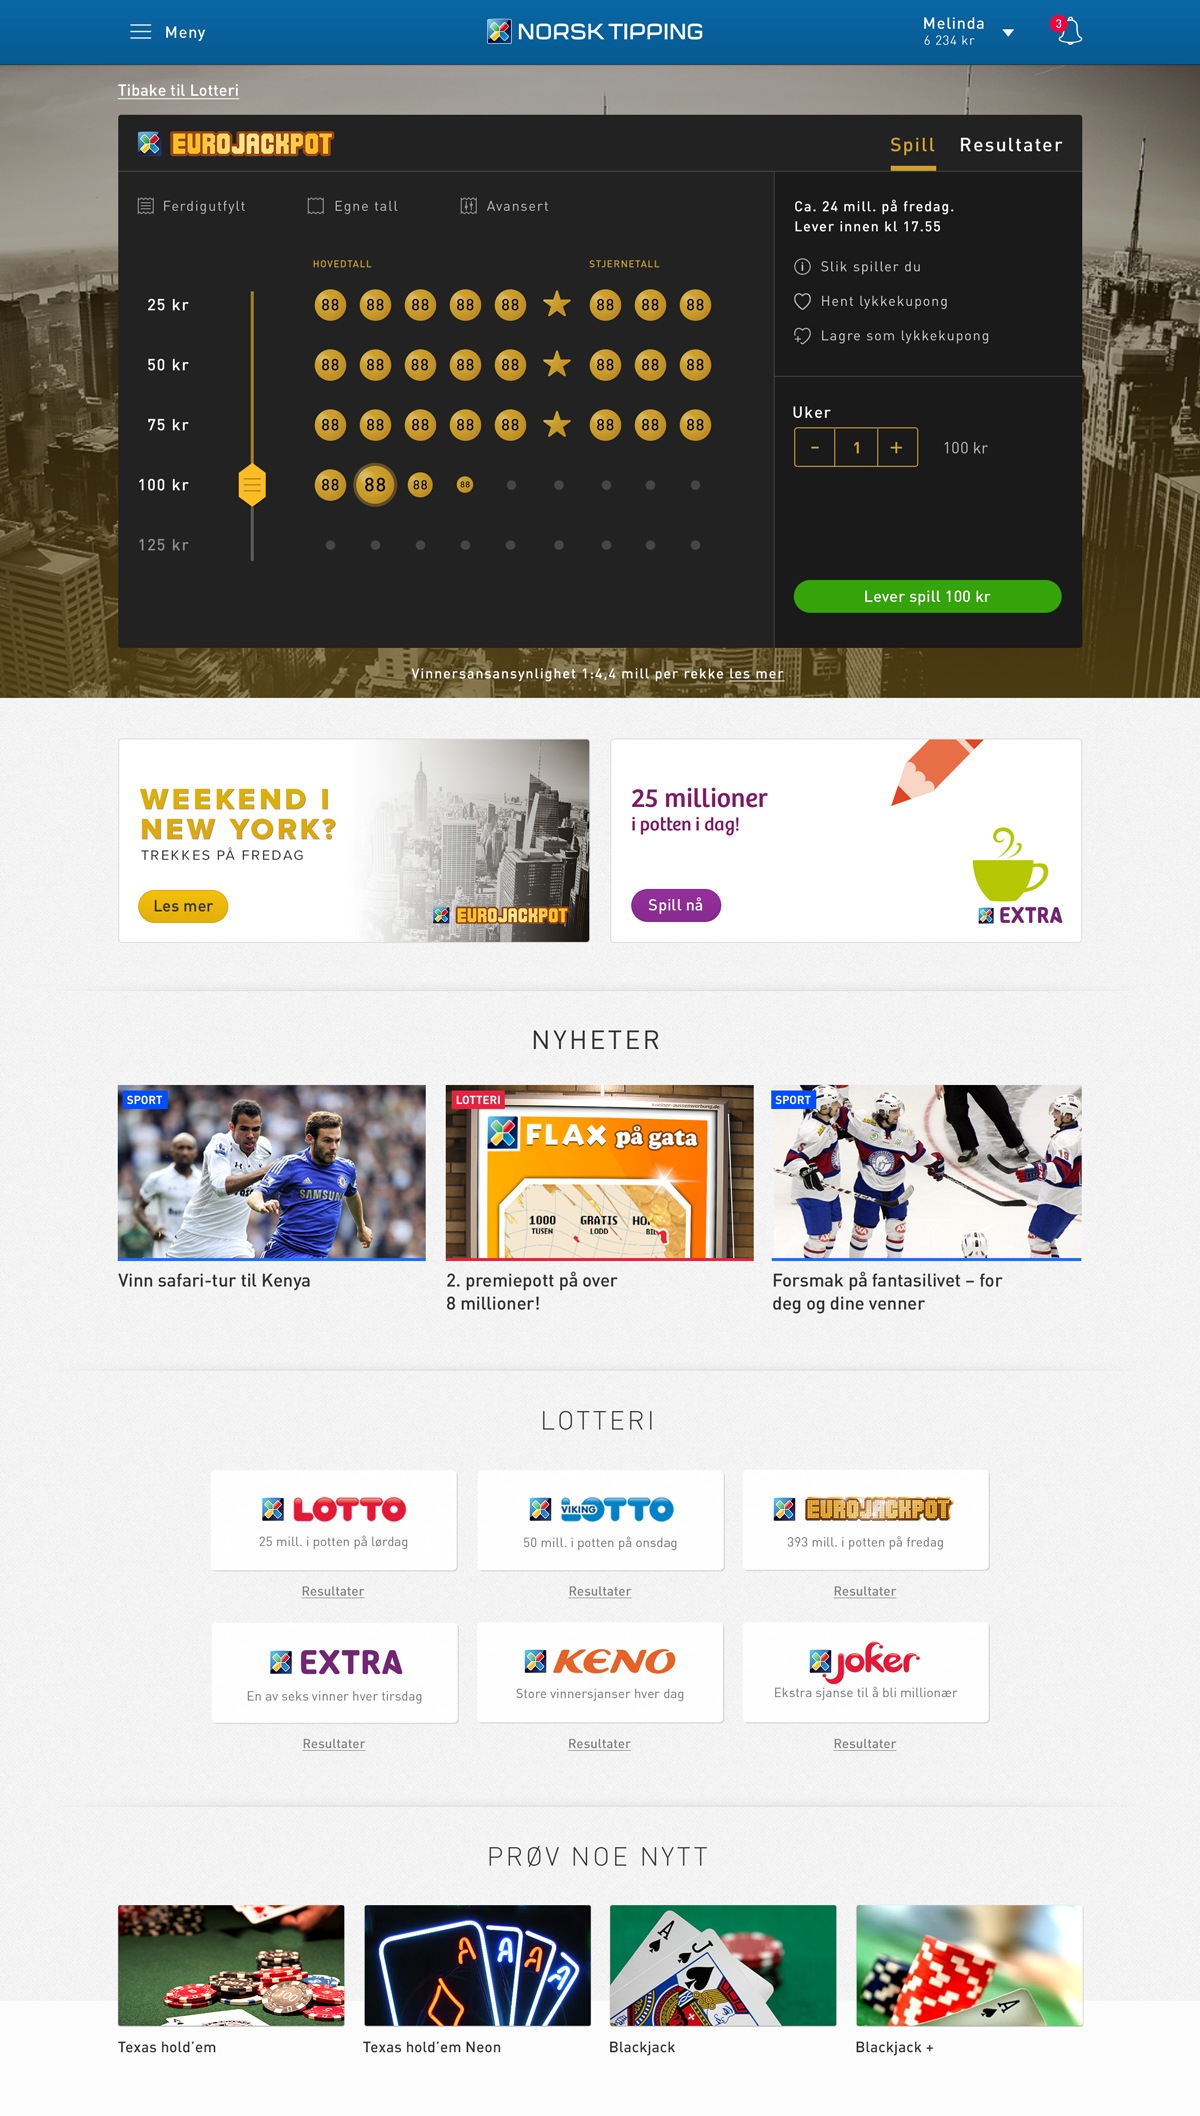 Meny
NORSK TIPPING
Melinda
6 234 kr
3
Tibake til Lotteri
EUROJACKPOT
Spill
Resultater
Ferdigutfylt
Egne tall
Avansert
Ca. 24 mill. på fredag.
Lever innen kl 17.55
Slik spiller du
Hent lykkekupong
Lagre som lykkekupong
HOVEDTALL
STJERNETALL
25 kr
88 88 88 88 88 88 88 88
50 kr
88 88 88 88 88 88 88 88
75 kr
88 88 88 88 88 88 88 88
100 kr
88 88 88 88
125 kr
Uker
- 1 +
100 kr
Lever spill 100 kr
Vinnersansansynlighet 1:4,4 mill per rekke les mer
WEEKEND I
NEW YORK?
TREKKES PÅ FREDAG
Les mer
EUROJACKPOT
25 millioner
i potten i dag!
Spill nå
EXTRA
NYHETER
SPORT
SAMSUNG
Vinn safari-tur til Kenya
LOTTERI
FLAX på gata
1000
TUSEN
GRATIS
LODD
2. premiepott på over
8 millioner!
SPORT
Forsmak på fantasilivet – for
deg og dine venner
LOTTERI
LOTTO
25 mill. i potten på lørdag
Resultater
VIKING LOTTO
50 mill. i potten på onsdag
Resultater
EUROJACKPOT
393 mill. i potten på fredag
Resultater
EXTRA
En av seks vinner hver tirsdag
Resultater
KENO
Store vinnersjanser hver dag
Resultater
joker
Ekstra sjanse til å bli millionær
Resultater
PRØV NOE NYTT
100
Texas hold'em
A A A A
Texas hold'em Neon
A J
Blackjack
A
Blackjack +